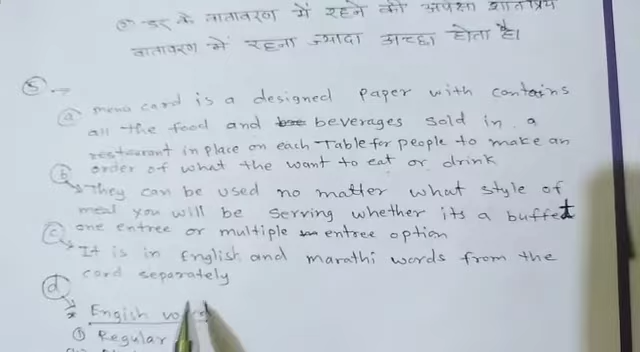 ② डर के वातावरण में रहने की अपेक्षा शांतिप्रिय
वातावरण में रहना ज्यादा अच्छा होता है।
⑤ →
ⓐ menu card is a designed paper with contains
all the food and beverages sold in a
restaurant in place on each Table for people to make an
order of what the want to eat or drink
ⓑ They can be used no matter what style of
meal you will be serving whether its a buffet
one entree or multiple entree option
ⓒ It is in English and marathi words from the
card separately
ⓓ
* Engish
① Regular